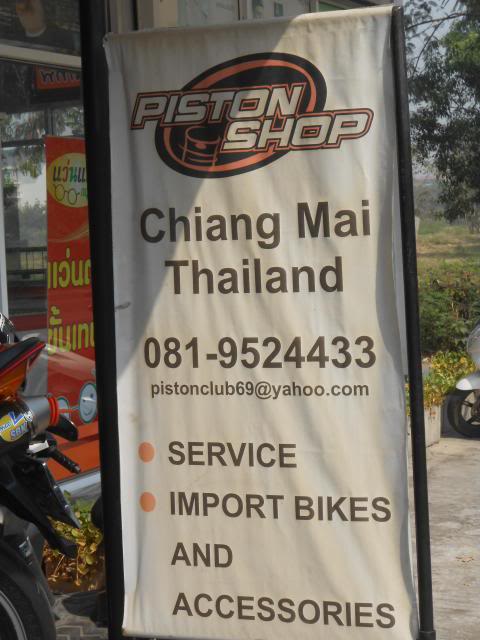 PISTON
SHOP
Chiang Mai
Thailand
081-9524433
pistonclub69@yahoo.com
SERVICE
IMPORT BIKES
AND
ACCESSORIES